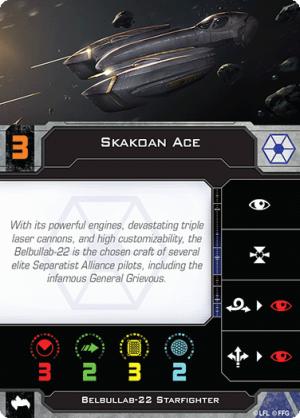 3
SKAKOAN ACE
With its powerful engines, devastating triple
laser cannons, and high customizability, the
Belbullab-22 is the chosen craft of several
elite Separatist Alliance pilots, including the
infamous General Grievous.
3 2 3 2
BELBULLAB-22 STARFIGHTER
©LFL ©FFG